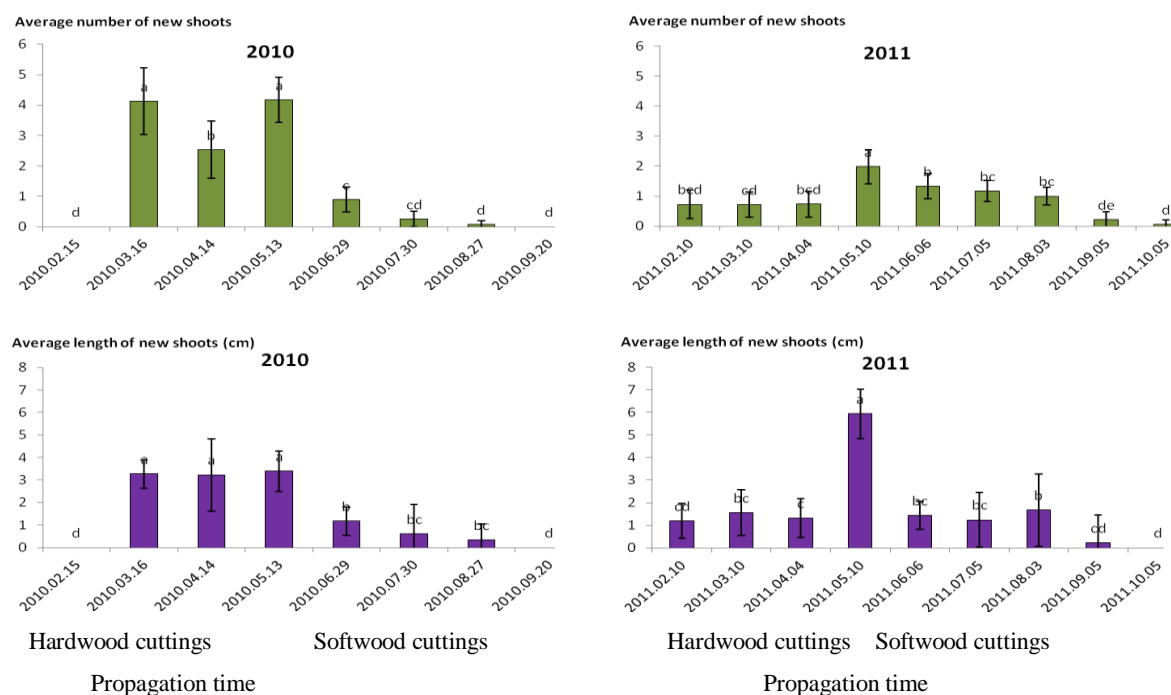 Average number of new shoots
2010
6
5
4
3
2
1
0
d
a
b
a
c
cd
d
d
2010.02.15
2010.03.16
2010.04.14
2010.05.13
2010.06.29
2010.07.30
2010.08.27
2010.09.20
Average number of new shoots
2011
6
5
4
3
2
1
0
bcd
cd
bcd
a
b
bc
bc
de
d
2011.02.10
2011.03.10
2011.04.04
2011.05.10
2011.06.06
2011.07.05
2011.08.03
2011.09.05
2011.10.05
Average length of new shoots (cm)
2010
8
7
6
5
4
3
2
1
0
d
a
a
a
b
bc
bc
d
2010.02.15
2010.03.16
2010.04.14
2010.05.13
2010.06.29
2010.07.30
2010.08.27
2010.09.20
Average length of new shoots (cm)
2011
8
7
6
5
4
3
2
1
0
cd
bc
c
a
bc
bc
b
cd
d
2011.02.10
2011.03.10
2011.04.04
2011.05.10
2011.06.06
2011.07.05
2011.08.03
2011.09.05
2011.10.05
Hardwood cuttings Softwood cuttings
Propagation time
Hardwood cuttings Softwood cuttings
Propagation time